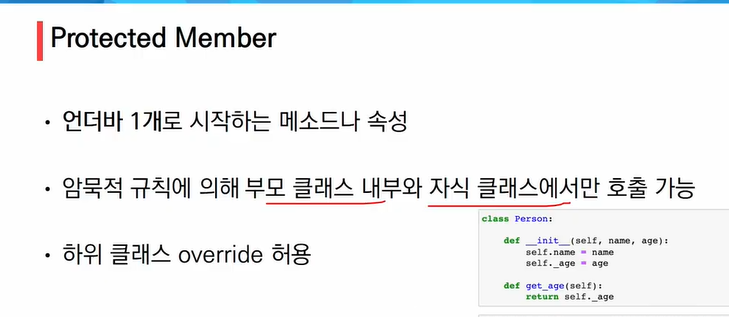 Protected Member
• 언더바 1개로 시작하는 메소드나 속성
• 암묵적 규칙에 의해 부모 클래스 내부와 자식 클래스에서만 호출 가능
• 하위 클래스 override 허용
class Person:
def __init__(self, name, age):
self.name = name
self._age = age
def get_age(self):
return self._age